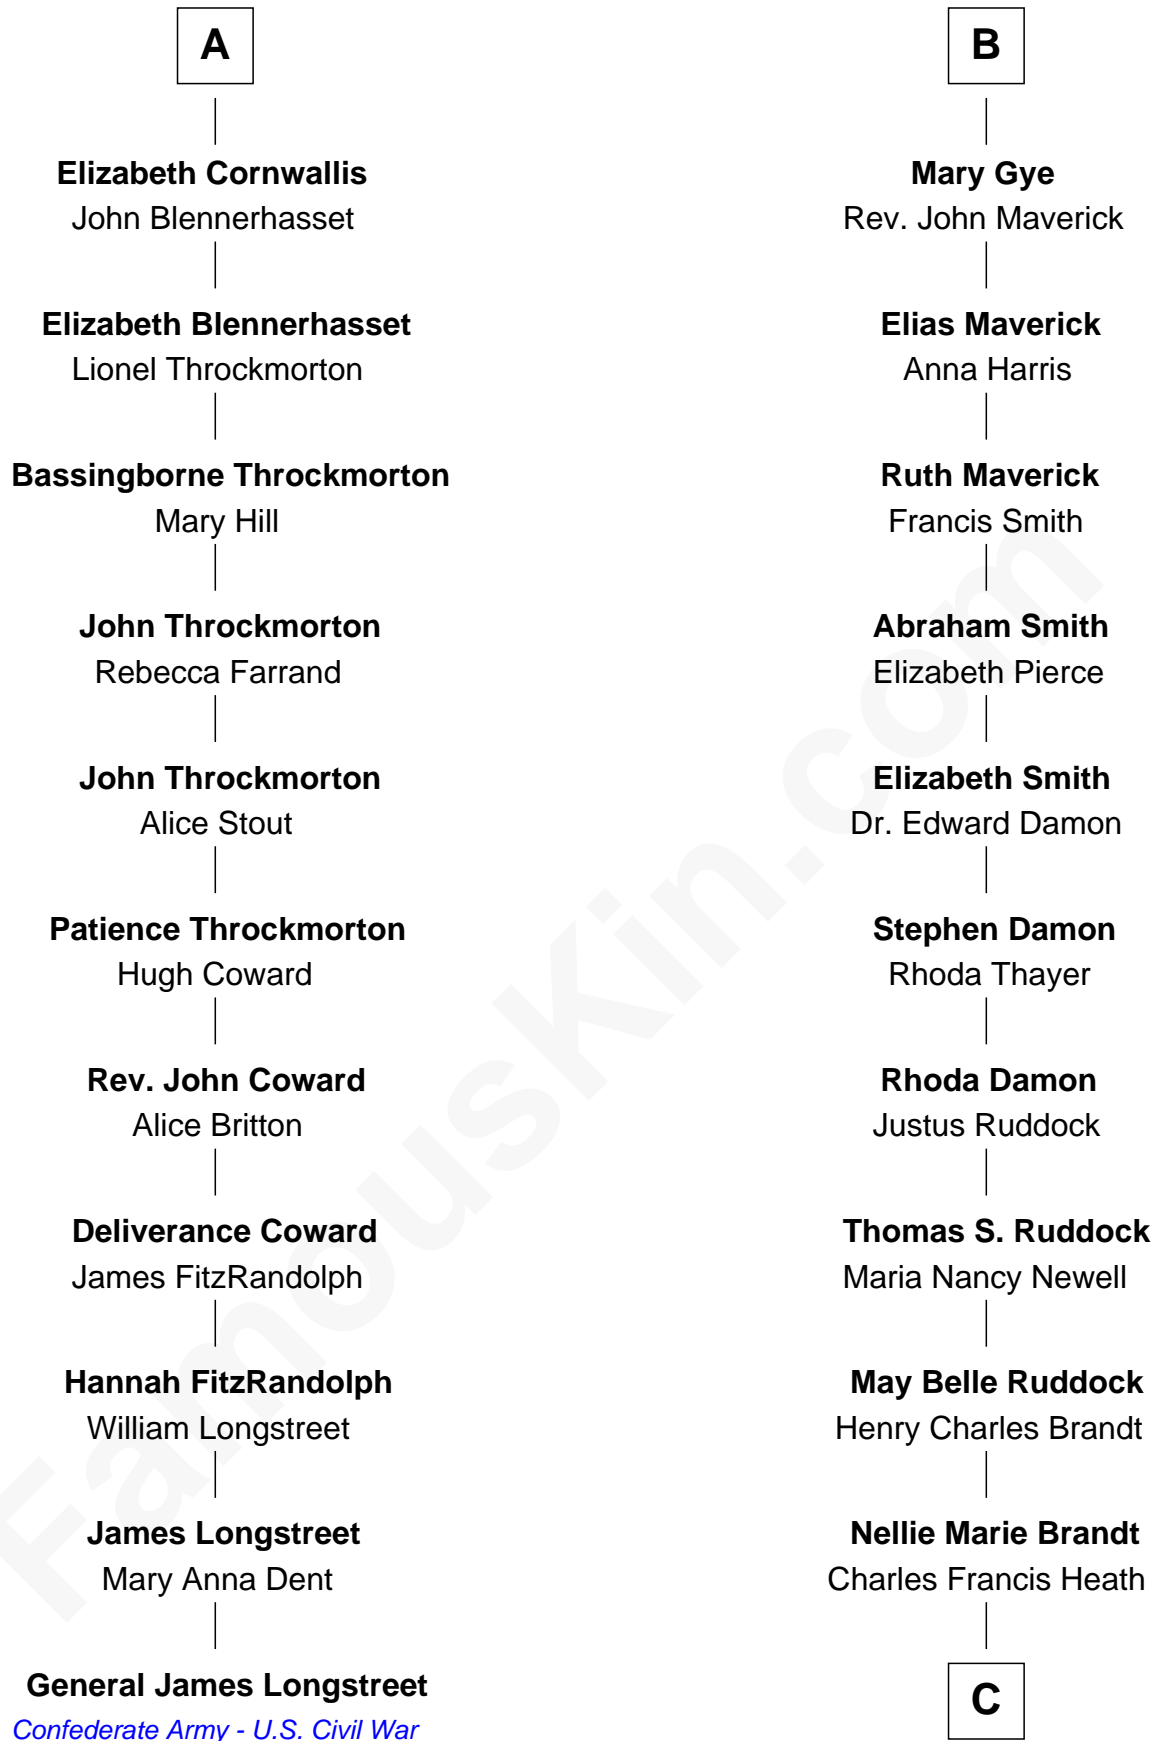 A
Elizabeth Cornwallis
John Blennerhasset
Elizabeth Blennerhasset
Lionel Throckmorton
Bassingborne Throckmorton
Mary Hill
John Throckmorton
Rebecca Farrand
John Throckmorton
Alice Stout
Patience Throckmorton
Hugh Coward
Rev. John Coward
Alice Britton
Deliverance Coward
James FitzRandolph
Hannah FitzRandolph
William Longstreet
James Longstreet
Mary Anna Dent
General James Longstreet
Confederate Army - U.S. Civil War
B
Mary Gye
Rev. John Maverick
Elias Maverick
Anna Harris
Ruth Maverick
Francis Smith
Abraham Smith
Elizabeth Pierce
Elizabeth Smith
Dr. Edward Damon
Stephen Damon
Rhoda Thayer
Rhoda Damon
Justus Ruddock
Thomas S. Ruddock
Maria Nancy Newell
May Belle Ruddock
Henry Charles Brandt
Nellie Marie Brandt
Charles Francis Heath
C
FamousKin.com